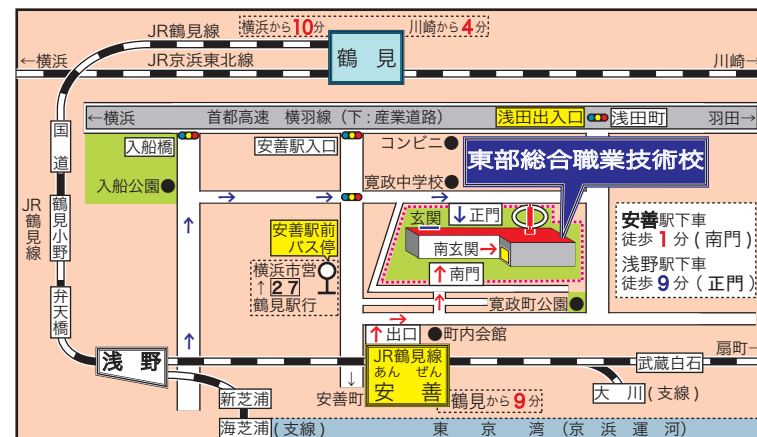 JR鶴見線
横浜から10分
川崎から4分
鶴見
←横浜
JR京浜東北線
川崎→
←横浜
首都高速 横羽線(下:産業道路)
浅田出入口
浅田町
羽田→
国道
入船橋
安善駅入口
コンビニ
東部総合職業技術校
入船公園
寛政中学校
JR鶴見線
鶴見小野
玄関
↓正門
安善駅前
バス停
南玄関→
安善駅下車
徒歩1分(南門)
浅野駅下車
徒歩9分(正門)
横浜市営
↑27
鶴見駅行
↑南門
弁天橋
寛政町公園
↑出口
町内会館
扇町→
浅野
JR鶴見線
あんぜん
安善
武蔵白石
新芝浦
安善町
鶴見から9分
大川(支線)
海芝浦(支線)
東京湾(京浜運河)